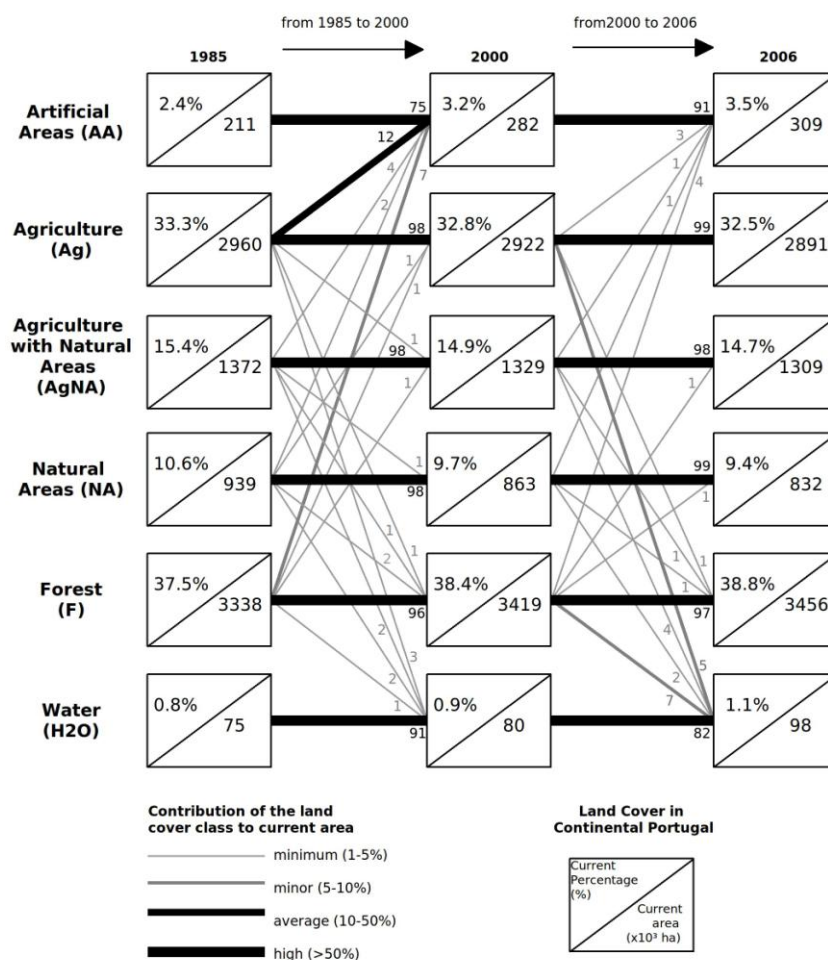 from 1985 to 2000
from2000 to 2006
1985
2000
2006
Artificial
Areas (AA)
2.4%
211
75
3.2%
282
91
3.5%
309
12
4
2
7
3
1
1
4
Agriculture
(Ag)
33.3%
2960
98
32.8%
2922
99
32.5%
2891
1
1
Agriculture
with Natural
Areas
(AgNA)
15.4%
1372
1
98
1
14.9%
1329
98
1
14.7%
1309
Natural
Areas (NA)
10.6%
939
1
98
9.7%
863
99
1
9.4%
832
1
2
1
1
1
Forest
(F)
37.5%
3338
96
38.4%
3419
97
38.8%
3456
2
3
2
1
4
5
2
7
Water
(H2O)
0.8%
75
91
0.9%
80
82
1.1%
98
Contribution of the land
cover class to current area
minimum (1-5%)
minor (5-10%)
average (10-50%)
high (>50%)
Land Cover in
Continental Portugal
Current
Percentage
(%)
Current
area
(x10³ ha)